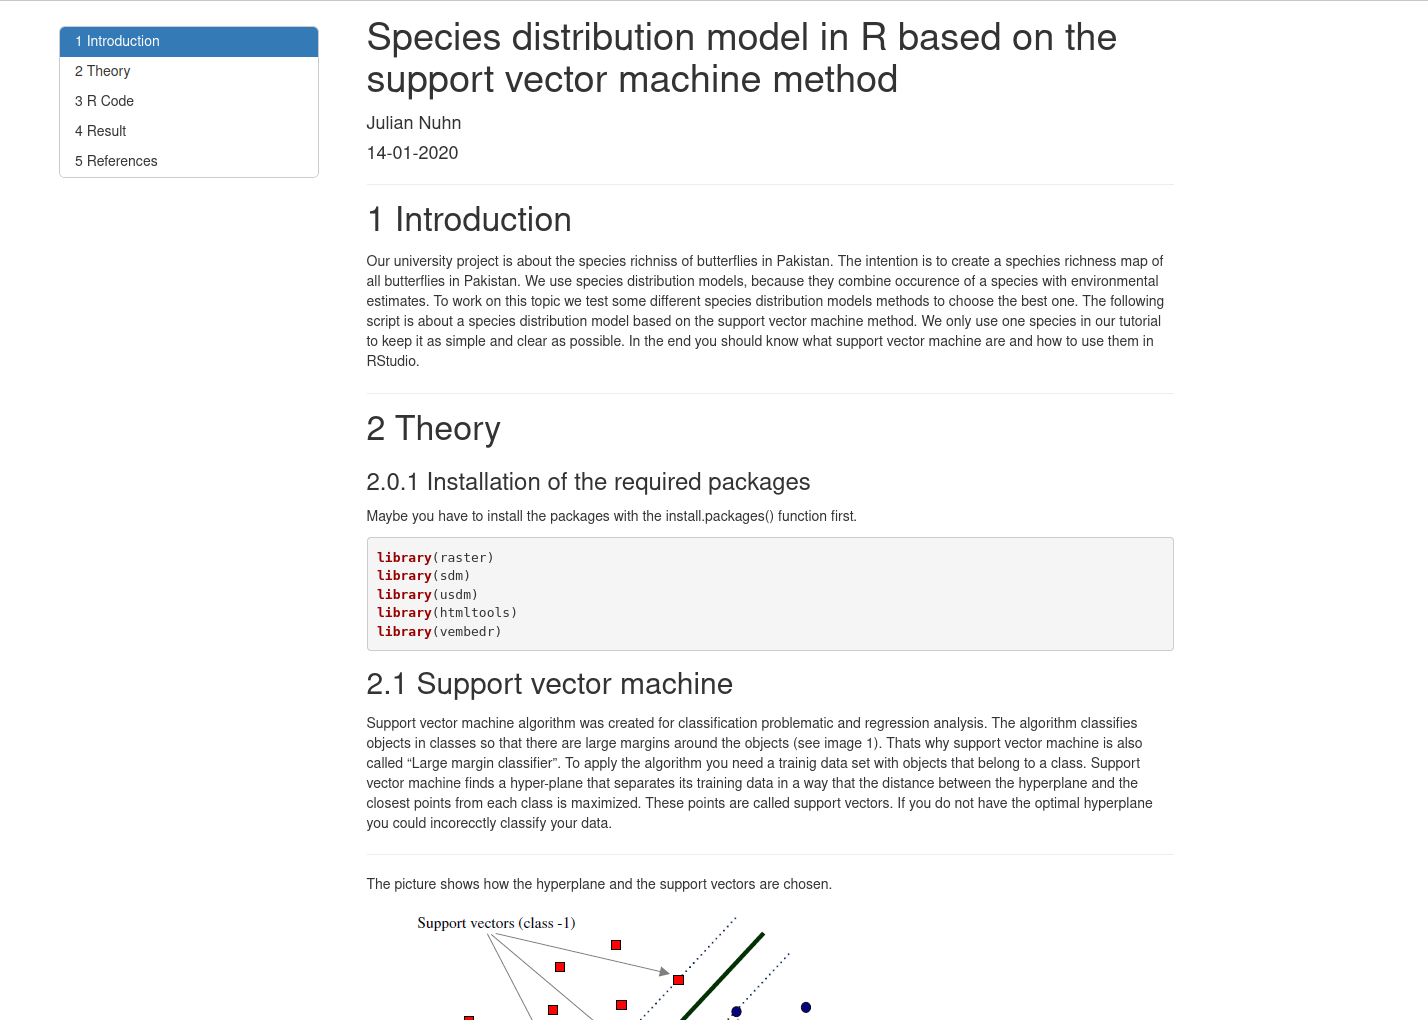 1 Introduction
2 Theory
3 R Code
4 Result
5 References
Species distribution model in R based on the
support vector machine method
Julian Nuhn
14-01-2020
1 Introduction
Our university project is about the species richniss of butterflies in Pakistan. The intention is to create a spechies richness map of
all butterflies in Pakistan. We use species distribution models, because they combine occurence of a species with environmental
estimates. To work on this topic we test some different species distribution models methods to choose the best one. The following
script is about a species distribution model based on the support vector machine method. We only use one species in our tutorial
to keep it as simple and clear as possible. In the end you should know what support vector machine are and how to use them in
RStudio.
2 Theory
2.0.1 Installation of the required packages
Maybe you have to install the packages with the install.packages() function first.
library(raster)
library(sdm)
library(usdm)
library(htmltools)
library(vembedr)
2.1 Support vector machine
Support vector machine algorithm was created for classification problematic and regression analysis. The algorithm classifies
objects in classes so that there are large margins around the objects (see image 1). Thats why support vector machine is also
called “Large margin classifier”. To apply the algorithm you need a trainig data set with objects that belong to a class. Support
vector machine finds a hyper-plane that separates its training data in a way that the distance between the hyperplane and the
closest points from each class is maximized. These points are called support vectors. If you do not have the optimal hyperplane
you could incorecctly classify your data.
The picture shows how the hyperplane and the support vectors are chosen.
Support vectors (class -1)